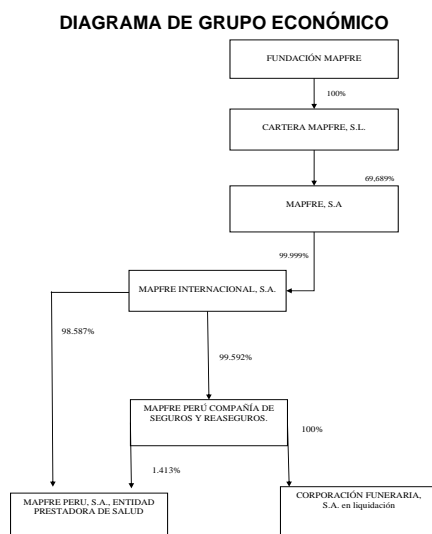 DIAGRAMA DE GRUPO ECONÓMICO
FUNDACIÓN MAPFRE
100%
CARTERA MAPFRE, S.L.
69,689%
MAPFRE, S.A
99.999%
MAPFRE INTERNACIONAL, S.A.
98.587%
99.592%
MAPFRE PERÚ COMPAÑÍA DE
SEGUROS Y REASEGUROS.
100%
1.413%
MAPFRE PERU, S.A., ENTIDAD
PRESTADORA DE SALUD
CORPORACIÓN FUNERARIA,
S.A. en liquidación